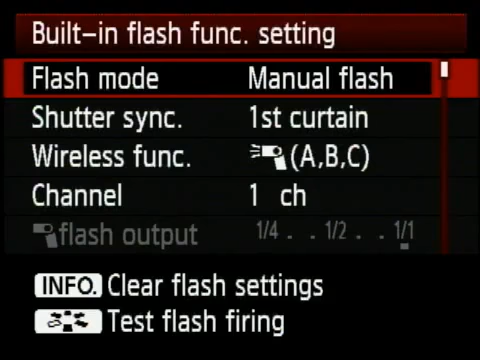 Built-in flash func. setting
Flash mode Manual flash
Shutter sync. 1st curtain
Wireless func. (A,B,C)
Channel 1 ch
flash output 1/4 . . 1/2 . . 1/1
INFO. Clear flash settings
Test flash firing